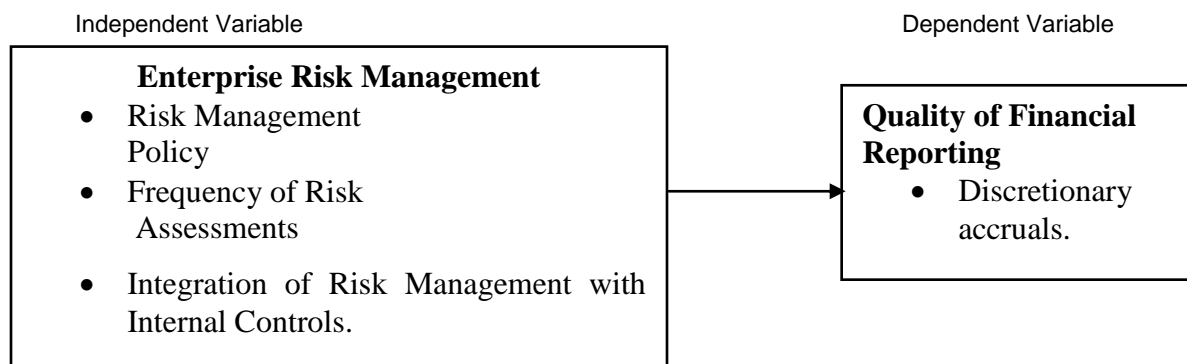 Independent Variable
Dependent Variable
Enterprise Risk Management
• Risk Management
Policy
• Frequency of Risk
Assessments
• Integration of Risk Management with
Internal Controls.
Quality of Financial
Reporting
• Discretionary
accruals.